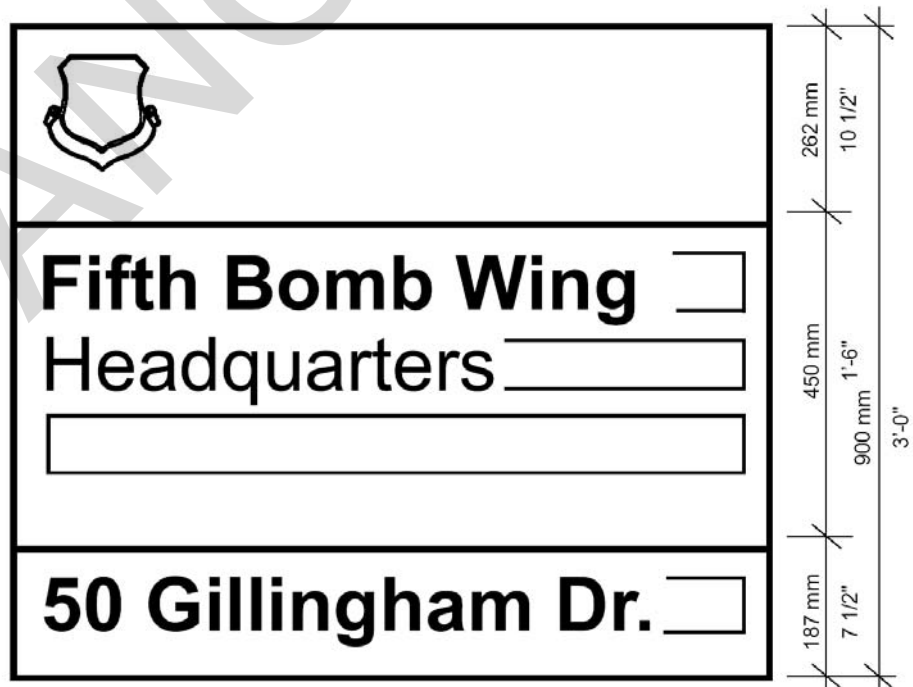 Fifth Bomb Wing
Headquarters
50 Gillingham Dr.
262 mm
10 1/2"
450 mm
1'-6"
900 mm
3'-0"
187 mm
7 1/2"